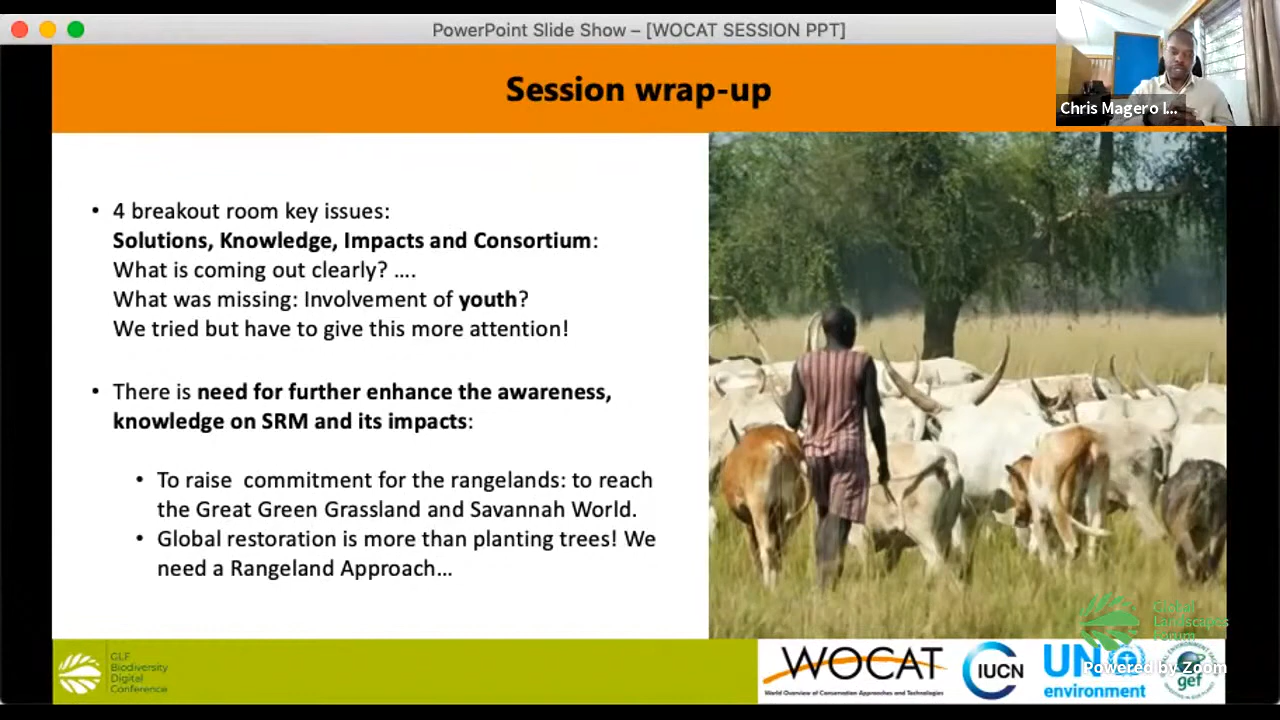 PowerPoint Slide Show – [WOCAT SESSION PPT]
Session wrap-up
Chris Magero I...
• 4 breakout room key issues:
Solutions, Knowledge, Impacts and Consortium:
What is coming out clearly? ....
What was missing: Involvement of youth?
We tried but have to give this more attention!
• There is need for further enhance the awareness,
knowledge on SRM and its impacts:
• To raise commitment for the rangelands: to reach
the Great Green Grassland and Savannah World.
• Global restoration is more than planting trees! We
need a Rangeland Approach...
Global
Landscapes
Forum
Powered by Zoom
GLF
Biodiversity
Digital
Conference
WOCAT
World Overview of Conservation Approaches and Technologies
IUCN
UN
environment
gef